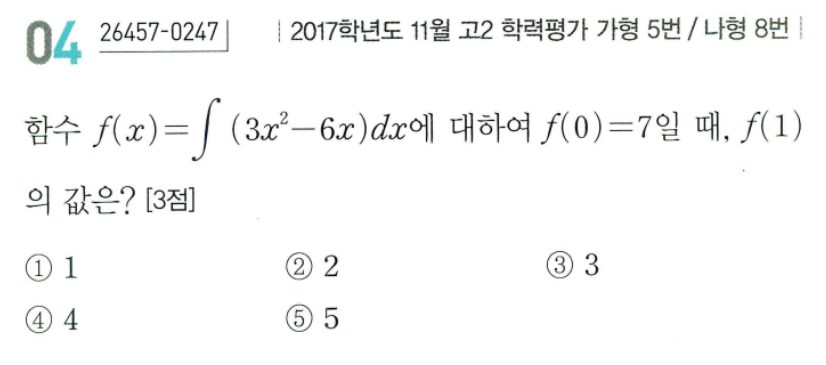 04 26457-0247 | 2017학년도 11월 고2 학력평가 가형 5번 / 나형 8번 |
함수 f(x)=∫(3x²-6x)dx에 대하여 f(0)=7일 때, f(1)
의 값은? [3점]
① 1 ② 2 ③ 3
④ 4 ⑤ 5